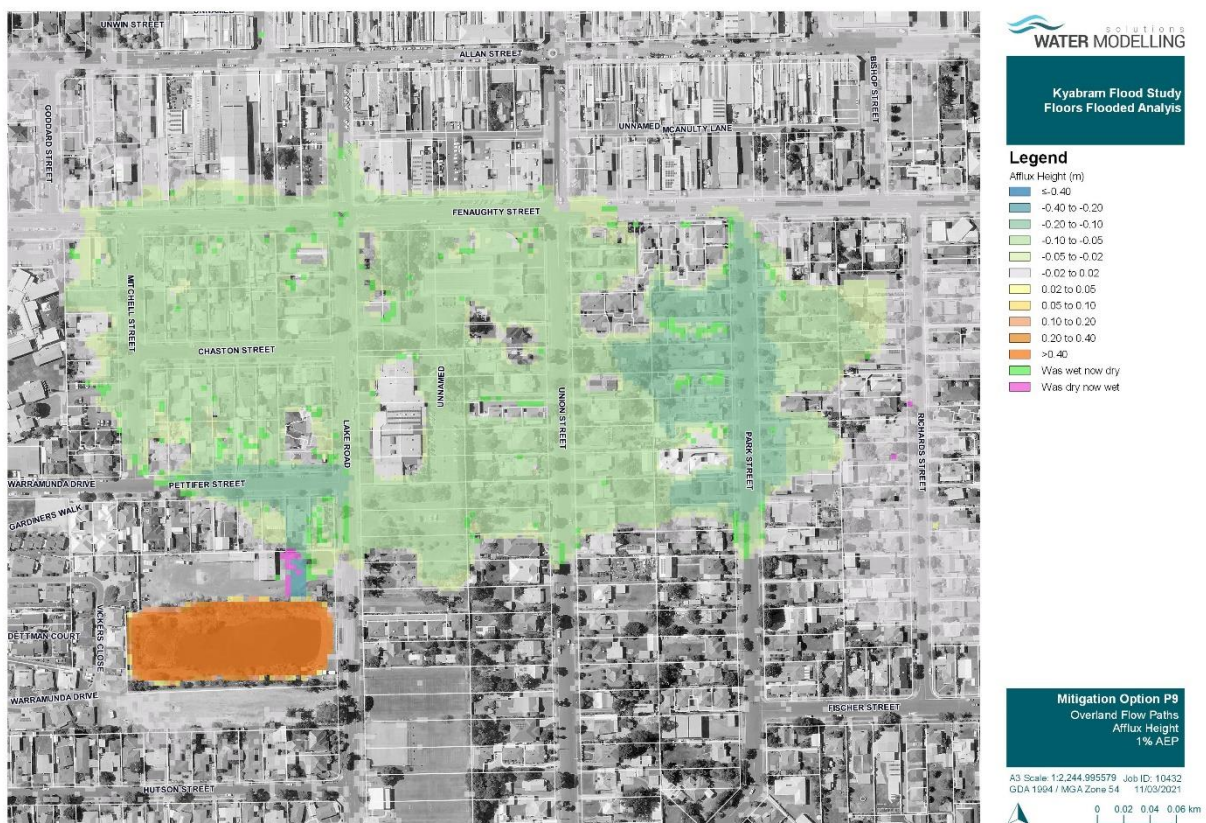 UNNAMED
UNWIN STREET
ALLAN STREET
BISHOP STREET
GODDARD STREET
UNNAMED
MCANULTY LANE
FENAUGHTY STREET
MITCHELL STREET
CHASTON STREET
UNNAMED
UNION STREET
LAKE ROAD
PARK STREET
RICHARDS STREET
WARRAMUNDA DRIVE
PETTIFER STREET
GARDINERS WALK
VICKERS CLOSE
DETTMAN COURT
WARRAMUNDA DRIVE
FISCHER STREET
HUTSON STREET
solutions
WATER MODELLING
Kyabram Flood Study
Floors Flooded Analyis
Legend
Afflux Height (m)
≤-0.40
-0.40 to -0.20
-0.20 to -0.10
-0.10 to -0.05
-0.05 to -0.02
-0.02 to 0.02
0.02 to 0.05
0.05 to 0.10
0.10 to 0.20
0.20 to 0.40
>0.40
Was wet now dry
Was dry now wet
Mitigation Option P9
Overland Flow Paths
Afflux Height
1% AEP
A3 Scale: 1:2,244.995579 Job ID: 10432
GDA 1994 / MGA Zone 54 11/03/2021
0 0.02 0.04 0.06 km